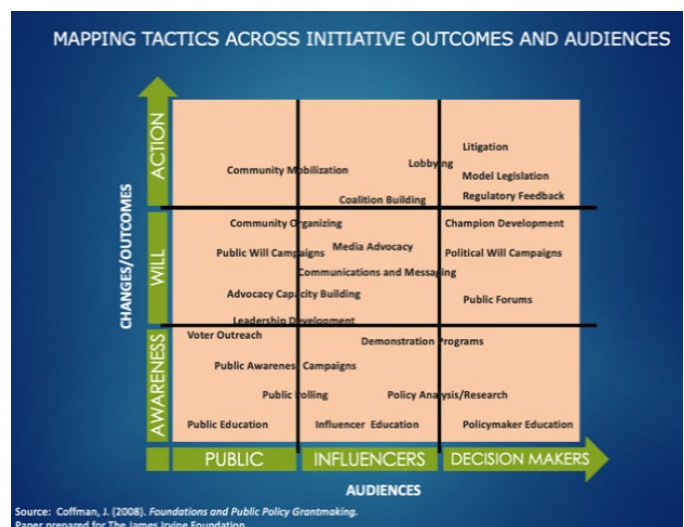 MAPPING TACTICS ACROSS INITIATIVE OUTCOMES AND AUDIENCES
CHANGES/OUTCOMES
ACTION
Litigation
Lobbying
Community Mobilization
Model Legislation
Coalition Building
Regulatory Feedback
WILL
Community Organizing
Champion Development
Public Will Campaigns
Media Advocacy
Political Will Campaigns
Communications and Messaging
Advocacy Capacity Building
Public Forums
Leadership Development
AWARENESS
Voter Outreach
Demonstration Programs
Public Awareness Campaigns
Public Polling
Policy Analysis/Research
Public Education
Influencer Education
Policymaker Education
PUBLIC
INFLUENCERS
DECISION MAKERS
AUDIENCES
Source: Coffman, J. (2008). Foundations and Public Policy Grantmaking.
Paper prepared for The James Irvine Foundation